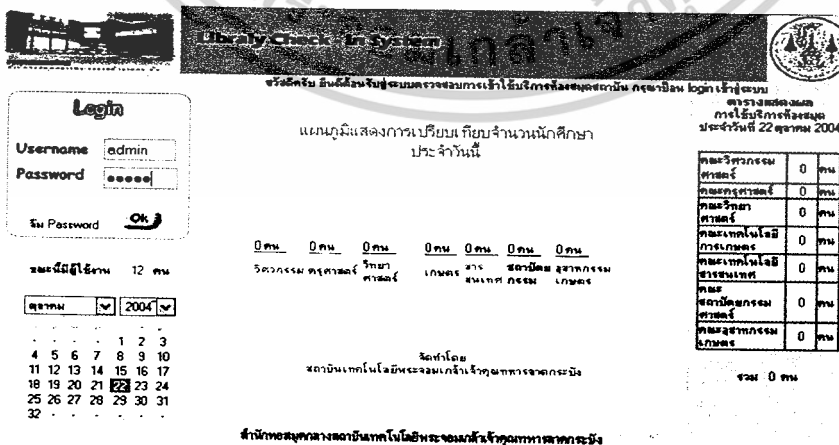 Library Check In System
สวัสดีครับ ยินดีต้อนรับสู่ระบบตรวจสอบการเข้าใช้บริการห้องสมุดสถาบัน กรุณาป้อน login เข้าสู่ระบบ
Login
Username admin
Password
ลืม Password Ok
ขณะนี้มีผู้ใช้งาน 12 คน
ตุลาคม 2004
1 2 3
4 5 6 7 8 9 10
11 12 13 14 15 16 17
18 19 20 21 22 23 24
25 26 27 28 29 30 31
32
แผนภูมิแสดงการเปรียบเทียบจำนวนนักศึกษา
ประจำวันนี้
0 คน 0 คน 0 คน 0 คน 0 คน 0 คน 0 คน
วิศวกรรม ครุศาสตร์ วิทยาศาสตร์ เกษตร สารสนเทศ สถาปัตยกรรม อุตสาหกรรมเกษตร
จัดทำโดย
สถาบันเทคโนโลยีพระจอมเกล้าเจ้าคุณทหารลาดกระบัง
ตารางแสดงผล
การใช้บริการห้องสมุด
ประจำวันที่ 22 ตุลาคม 2004
คณะวิศวกรรมศาสตร์ 0 คน
คณะครุศาสตร์ 0 คน
คณะวิทยาศาสตร์ 0 คน
คณะเทคโนโลยีการเกษตร 0 คน
คณะเทคโนโลยีสารสนเทศ 0 คน
คณะสถาปัตยกรรมศาสตร์ 0 คน
คณะอุตสาหกรรมเกษตร 0 คน
รวม 0 คน
สำนักหอสมุดกลางสถาบันเทคโนโลยีพระจอมเกล้าเจ้าคุณทหารลาดกระบัง